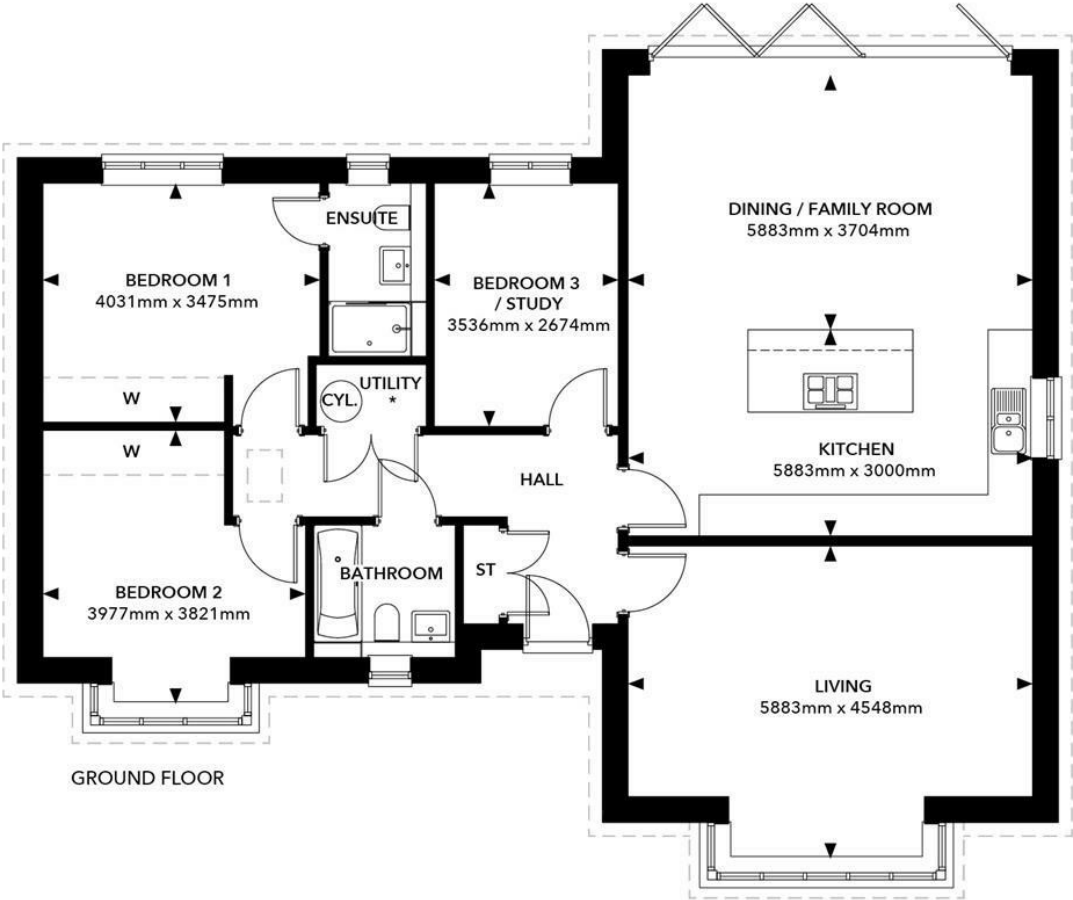 DINING / FAMILY ROOM
5883mm x 3704mm
ENSUITE
BEDROOM 1
4031mm x 3475mm
BEDROOM 3
/ STUDY
3536mm x 2674mm
W
UTILITY
*
CYL.
W
KITCHEN
5883mm x 3000mm
HALL
BATHROOM
ST
BEDROOM 2
3977mm x 3821mm
LIVING
5883mm x 4548mm
GROUND FLOOR